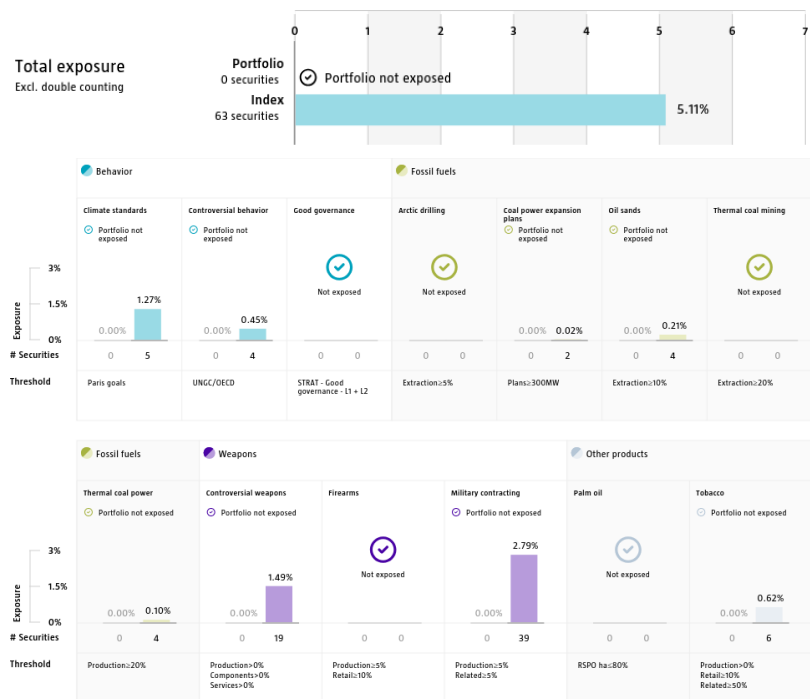 0 1 2 3 4 5 6 7
Total exposure
Excl. double counting
Portfolio
0 securities
Portfolio not exposed
Index
63 securities
5.11%
Behavior
Fossil fuels
Climate standards
Controversial behavior
Good governance
Arctic drilling
Coal power expansion
plans
Oil sands
Thermal coal mining
Portfolio not
exposed
Portfolio not
exposed
Portfolio not
exposed
Portfolio not
exposed
Not exposed
Not exposed
Not exposed
Exposure
3%
1.5%
0%
0.00% 1.27%
0.00% 0.45%
0.00% 0.02%
0.00% 0.21%
# Securities 0 5 0 4 0 0 0 0 0 2 0 4 0 0
Threshold
Paris goals
UNGC/OECD
STRAT - Good
governance - L1 + L2
Extraction≥5%
Plans≥300MW
Extraction≥10%
Extraction≥20%
Fossil fuels
Weapons
Other products
Thermal coal power
Controversial weapons
Firearms
Military contracting
Palm oil
Tobacco
Portfolio not exposed
Portfolio not exposed
Portfolio not exposed
Portfolio not exposed
Not exposed
Not exposed
Exposure
3%
1.5%
0%
0.00% 0.10%
0.00% 1.49%
0.00% 2.79%
0.00% 0.62%
# Securities 0 4 0 19 0 0 0 39 0 0 0 6
Threshold
Production≥20%
Production>0%
Components>0%
Services>0%
Production≥5%
Retail≥10%
Production≥5%
Related≥5%
RSPO ha≤80%
Production>0%
Retail≥10%
Related≥50%